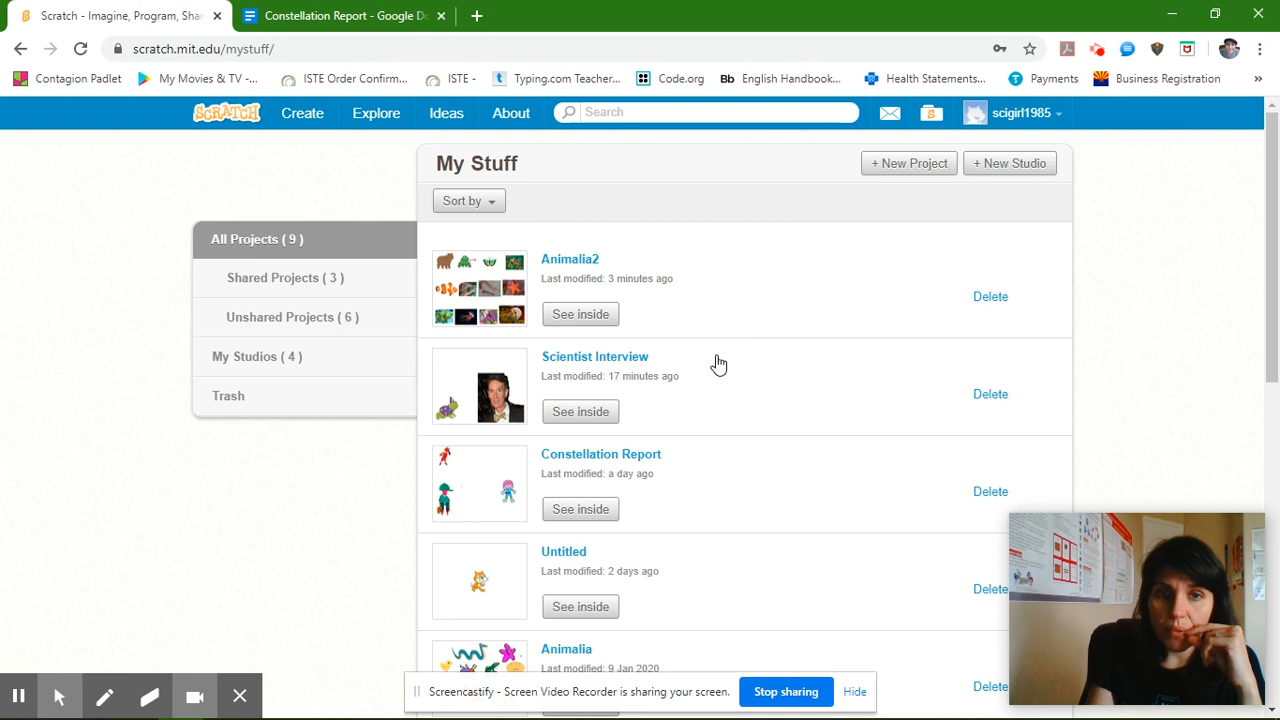 Scratch - Imagine, Program, Shar
Constellation Report - Google Do
scratch.mit.edu/mystuff/
Contagion Padlet
My Movies & TV -...
ISTE Order Confirm...
ISTE -
Typing.com Teacher...
Code.org
Bb English Handbook...
Health Statements...
Payments
Business Registration
»
SCRATCH
Create
Explore
Ideas
About
Search
scigirl1985
My Stuff
+ New Project
+ New Studio
Sort by
All Projects ( 9 )
Shared Projects ( 3 )
Unshared Projects ( 6 )
My Studios ( 4 )
Trash
Animalia2
Last modified: 3 minutes ago
See inside
Delete
Scientist Interview
Last modified: 17 minutes ago
See inside
Delete
Constellation Report
Last modified: a day ago
See inside
Delete
Untitled
Last modified: 2 days ago
See inside
Delete
Animalia
Last modified: 9 Jan 2020
Delete
Screencastify - Screen Video Recorder is sharing your screen.
Stop sharing
Hide